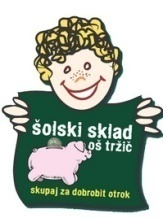 šolski sklad
oš tržič
skupaj za dobrobit otrok